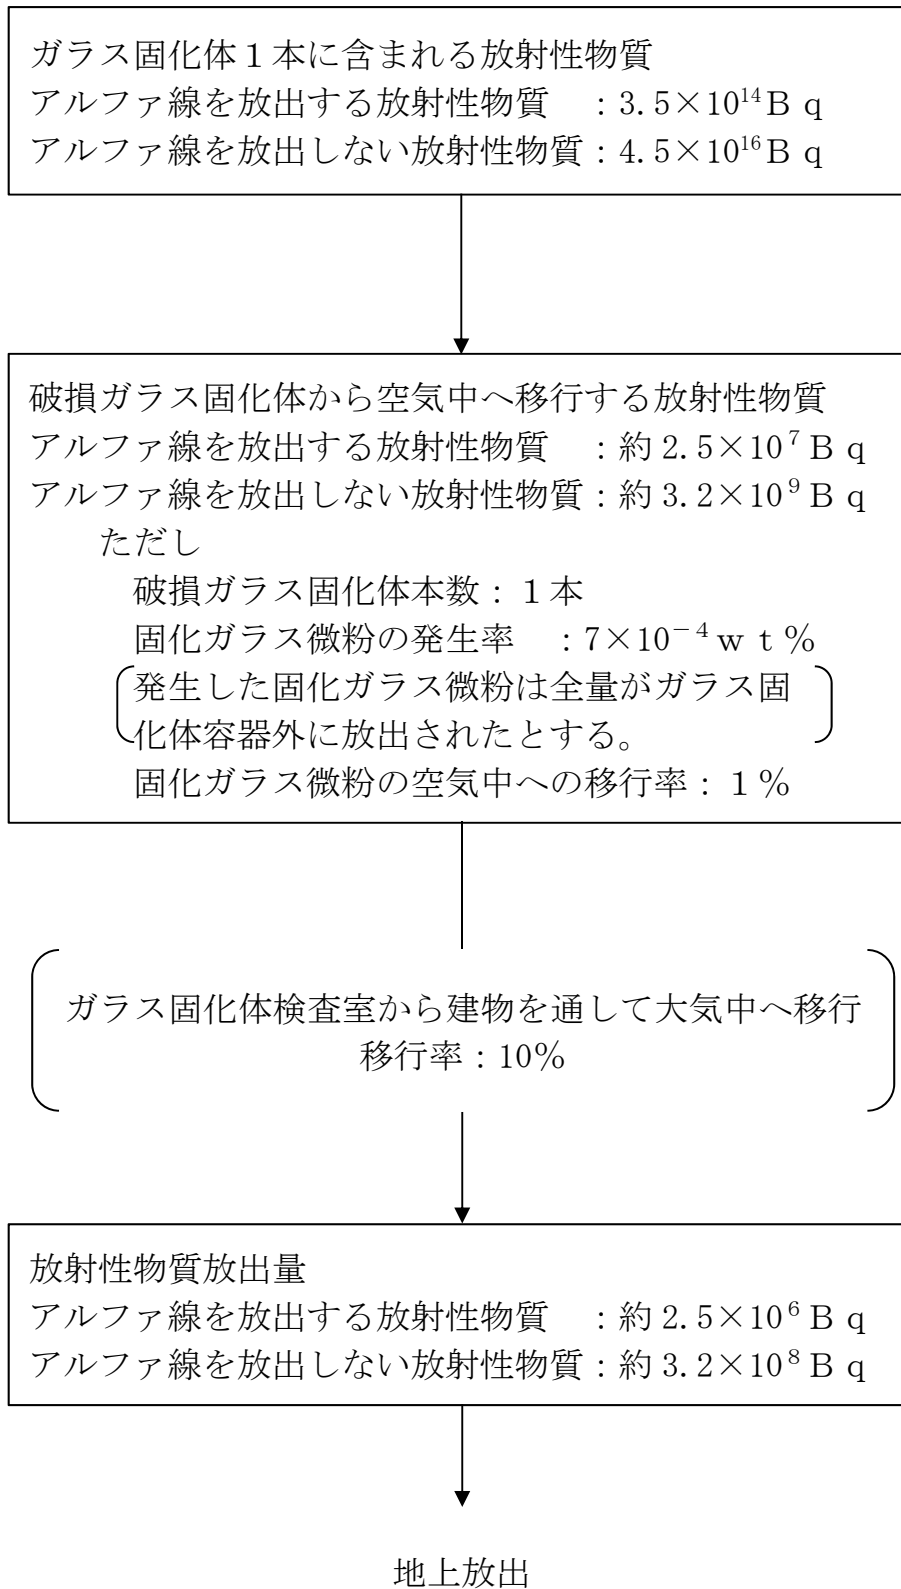 ガラス固化体1本に含まれる放射性物質
アルファ線を放出する放射性物質　:3.5×10¹⁴Bq
アルファ線を放出しない放射性物質:4.5×10¹⁶Bq
破損ガラス固化体から空気中へ移行する放射性物質
アルファ線を放出する放射性物質　:約2.5×10⁷Bq
アルファ線を放出しない放射性物質:約3.2×10⁹Bq
ただし
破損ガラス固化体本数:1本
固化ガラス微粉の発生率　:7×10⁻⁴wt%
発生した固化ガラス微粉は全量がガラス固
化体容器外に放出されたとする。
固化ガラス微粉の空気中への移行率:1%
ガラス固化体検査室から建物を通して大気中へ移行
移行率:10%
放射性物質放出量
アルファ線を放出する放射性物質　:約2.5×10⁶Bq
アルファ線を放出しない放射性物質:約3.2×10⁸Bq
地上放出